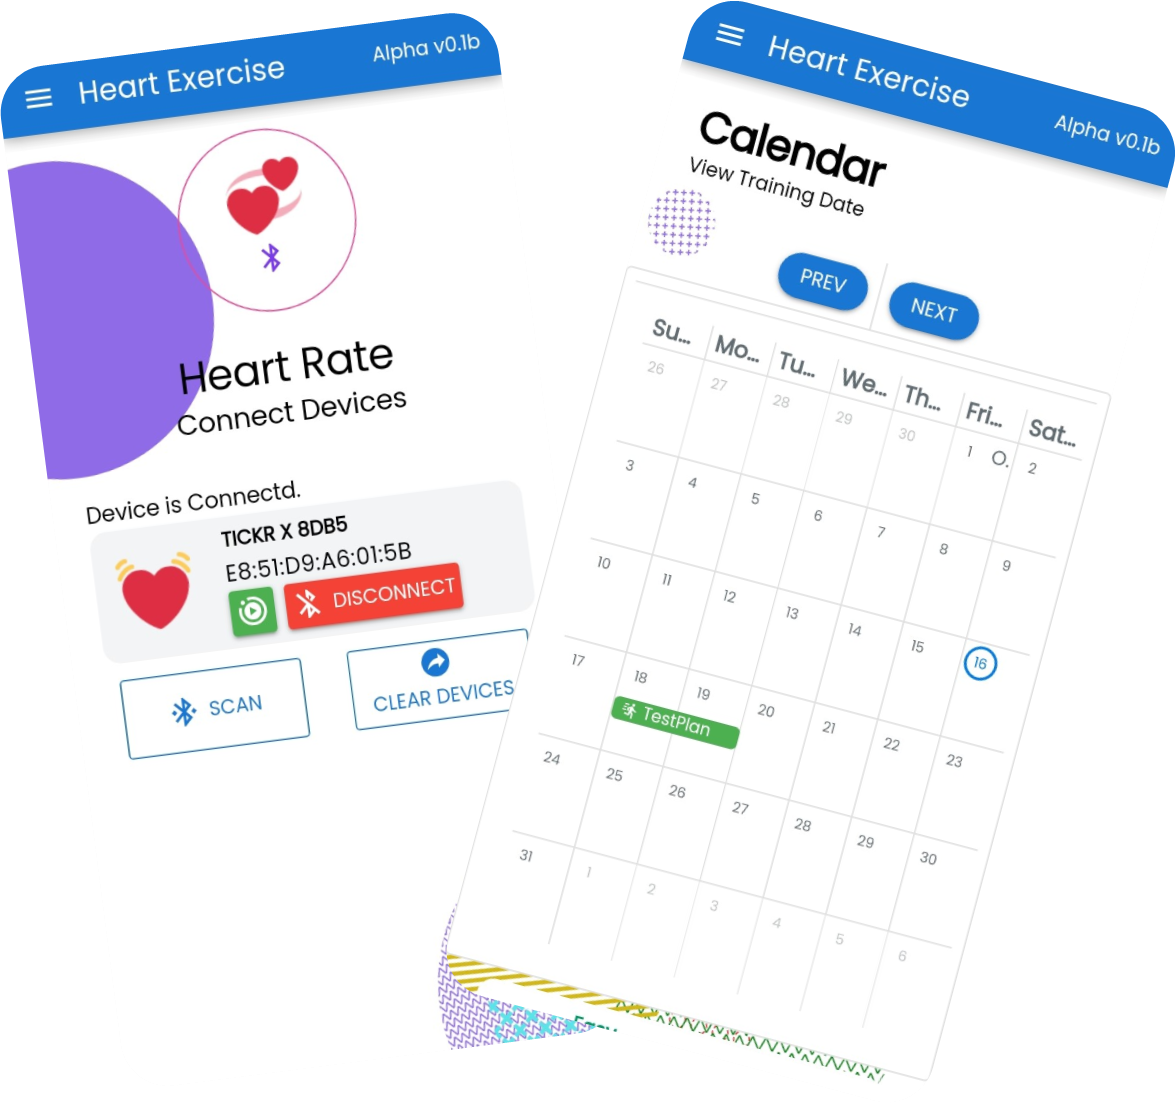 Heart Exercise
Alpha v0.1b
Heart Rate
Connect Devices
Device is Connectd.
TICKR X 8DB5
E8:51:D9:A6:01:5B
DISCONNECT
SCAN
CLEAR DEVICES
Heart Exercise
Alpha v0.1b
Calendar
View Training Date
PREV
NEXT
Su... Mo... Tu... We... Th... Fri... Sat...
26 27 28 29 30 1 O. 2
3 4 5 6 7 8 9
10 11 12 13 14 15 16
17 18 19 20 21 22 23
TestPlan
24 25 26 27 28 29 30
31 1 2 3 4 5 6